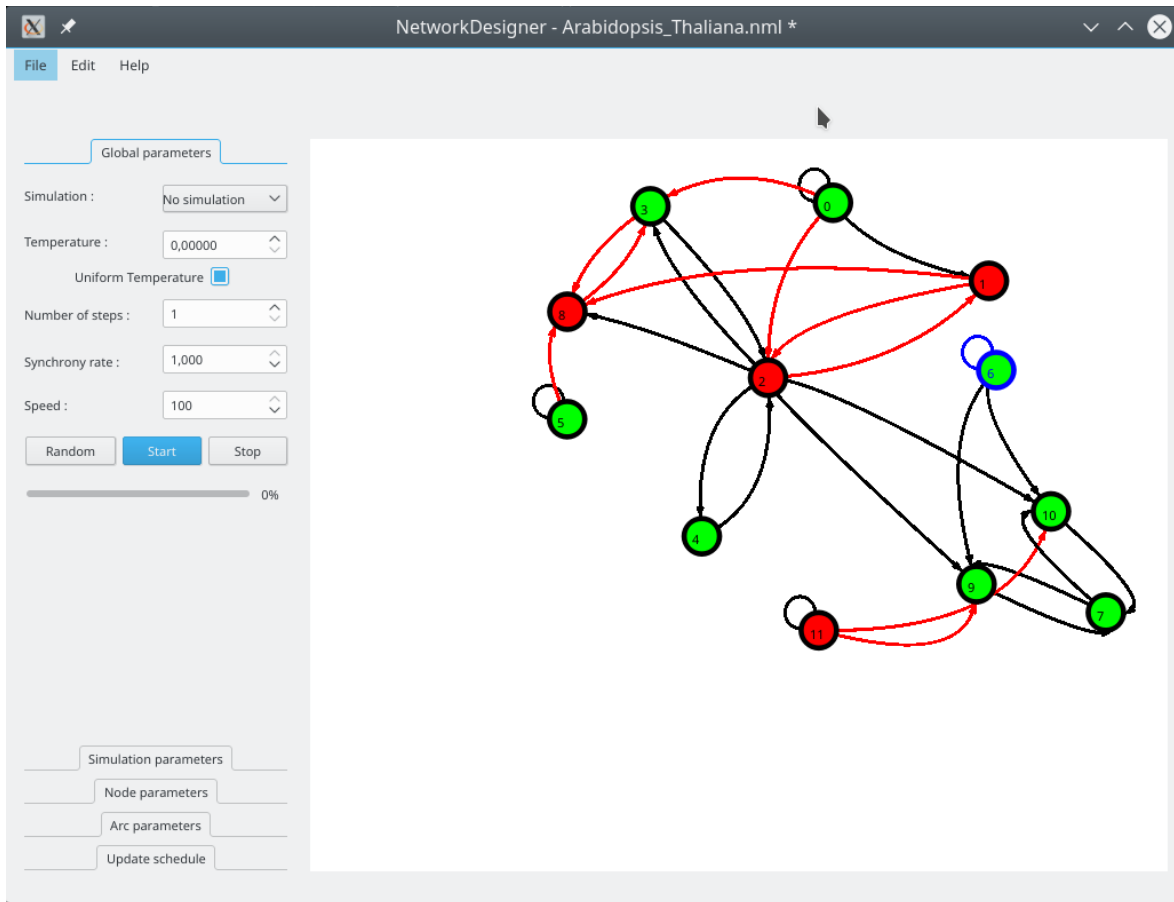 NetworkDesigner - Arabidopsis_Thaliana.nml *
File Edit Help
Global parameters
Simulation : No simulation
Temperature : 0,00000
Uniform Temperature
Number of steps : 1
Synchrony rate : 1,000
Speed : 100
Random Start Stop
0%
Simulation parameters
Node parameters
Arc parameters
Update schedule
0
3
1
8
6
2
5
10
4
9
7
11